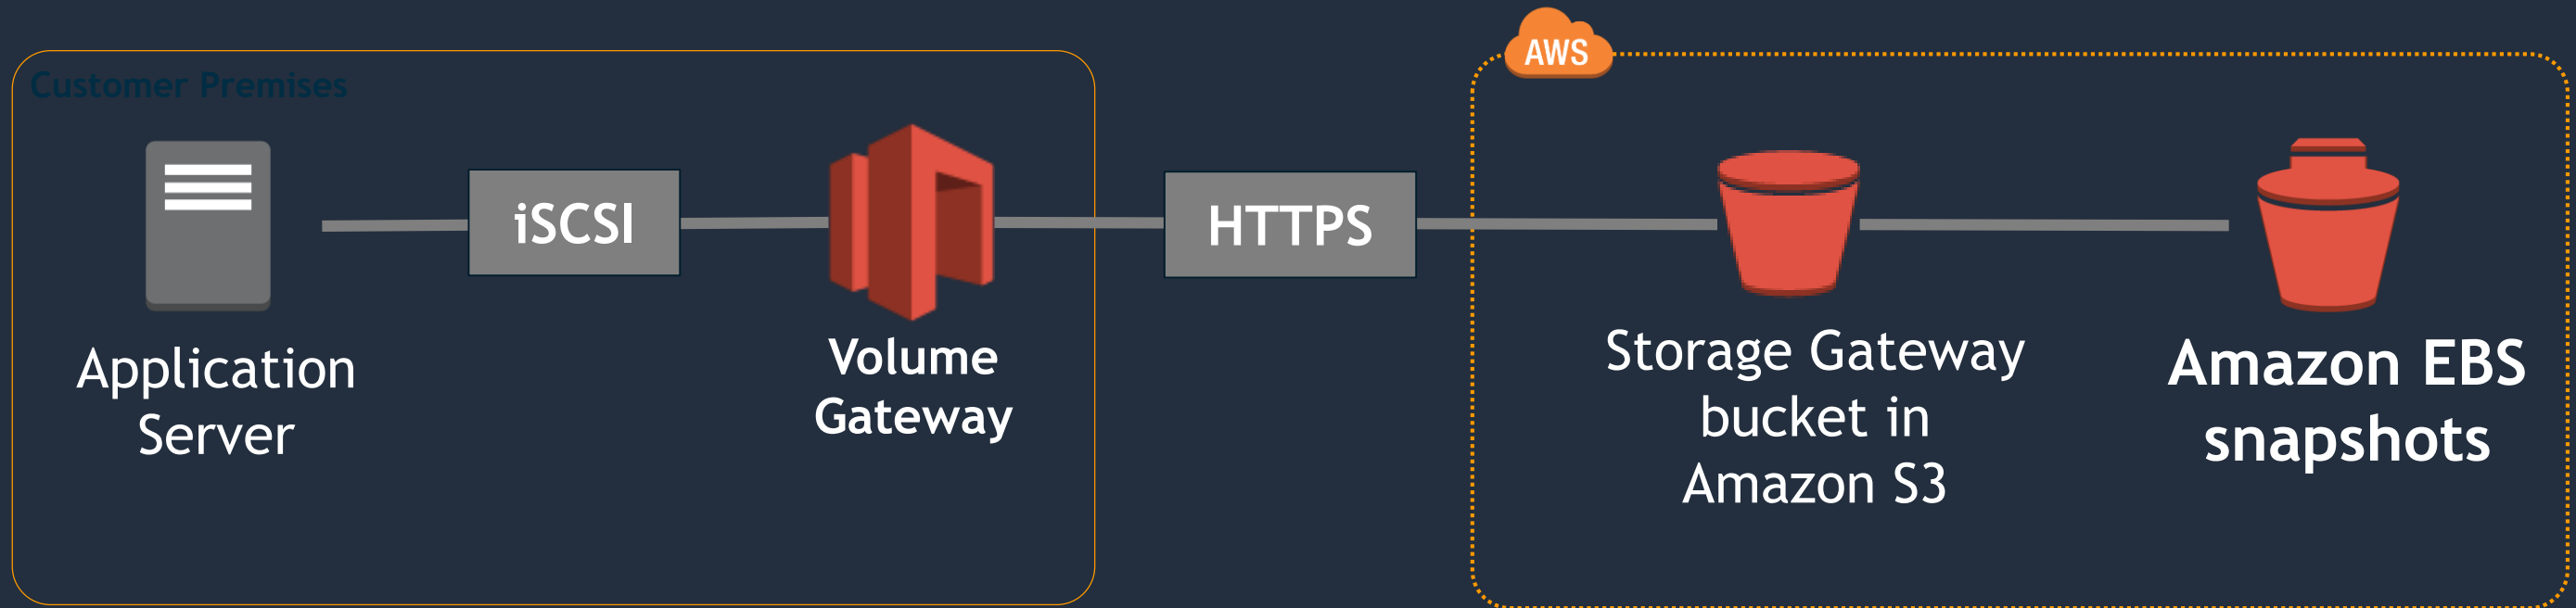 AWS
Customer Premises
iSCSI
HTTPS
Application
Server
Volume
Gateway
Storage Gateway
bucket in
Amazon S3
Amazon EBS
snapshots